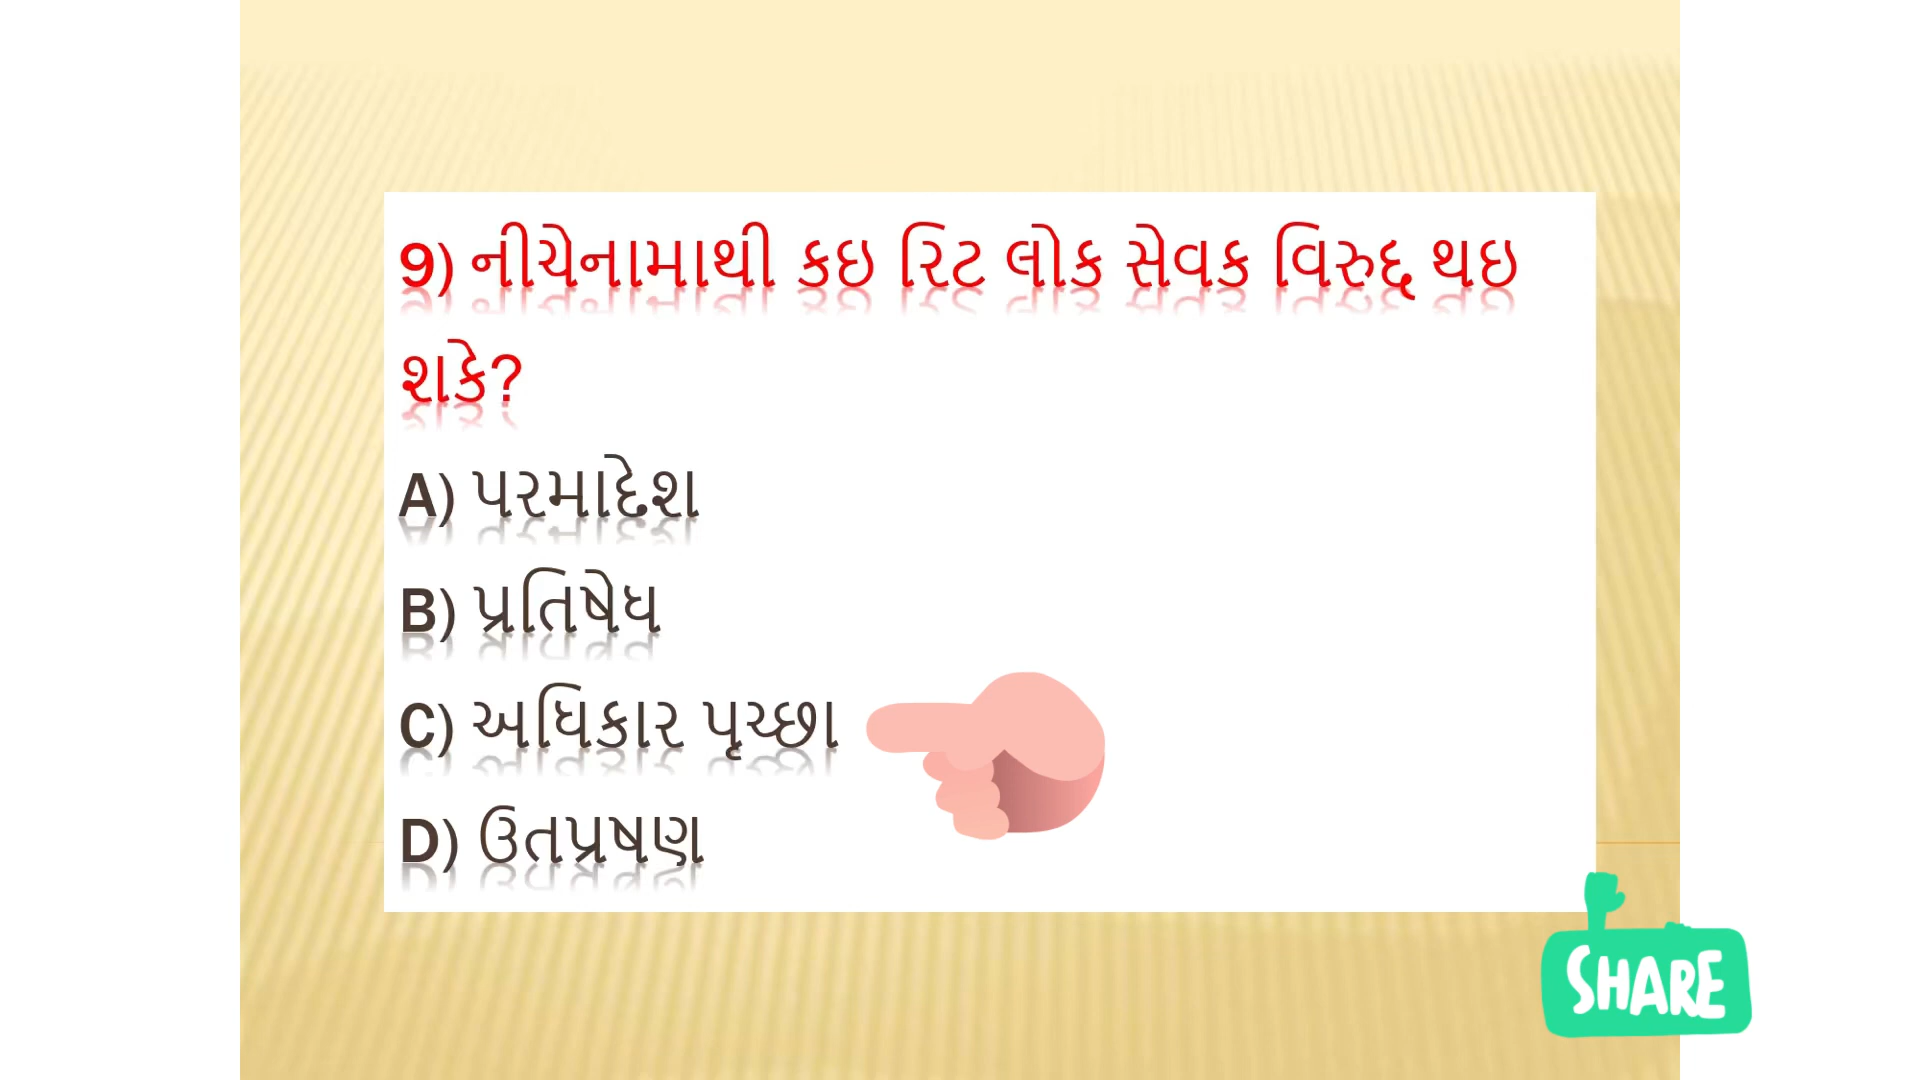 9) નીચેનામાથી કઇ રિટ લોક સેવક વિરુદ્દ થઇ
શકે?
A) પરમાદેશ
B) પ્રતિષેધ
C) અધિકાર પૃચ્છા
D) ઉતપ્રષણ
SHARE